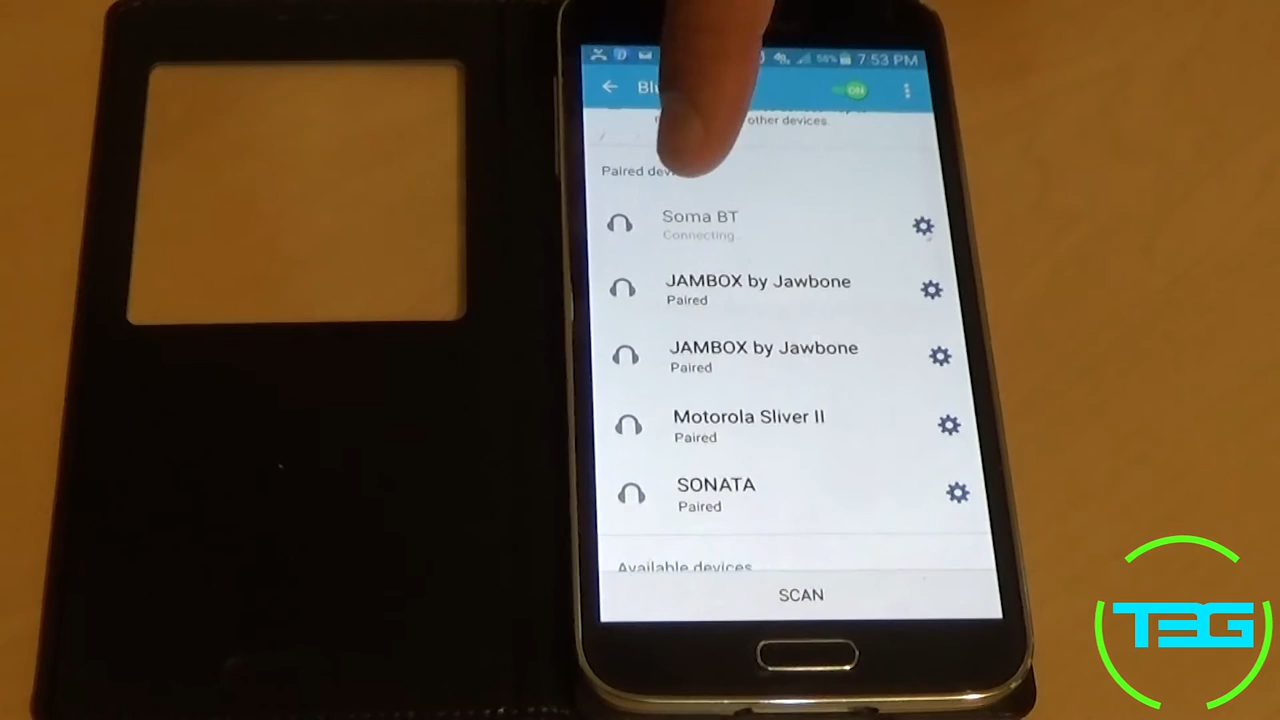 56% 7:53 PM
Bl ON
other devices.
Paired dev
Soma BT
Connecting..
JAMBOX by Jawbone
Paired
JAMBOX by Jawbone
Paired
Motorola Sliver II
Paired
SONATA
Paired
Available devices
SCAN
TBG